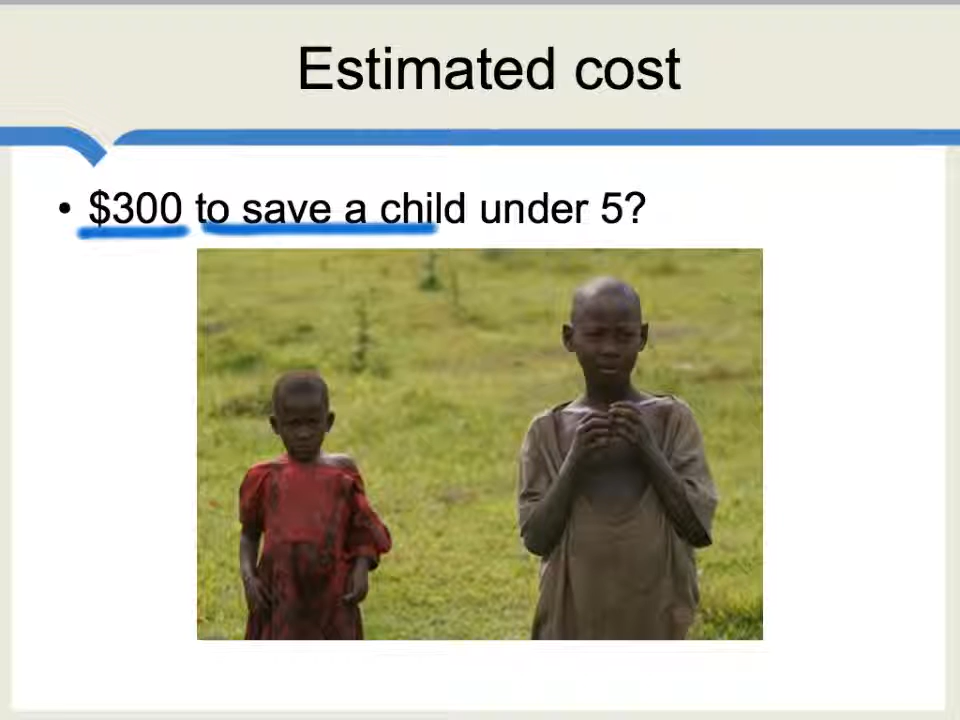 Estimated cost
• $300 to save a child under 5?